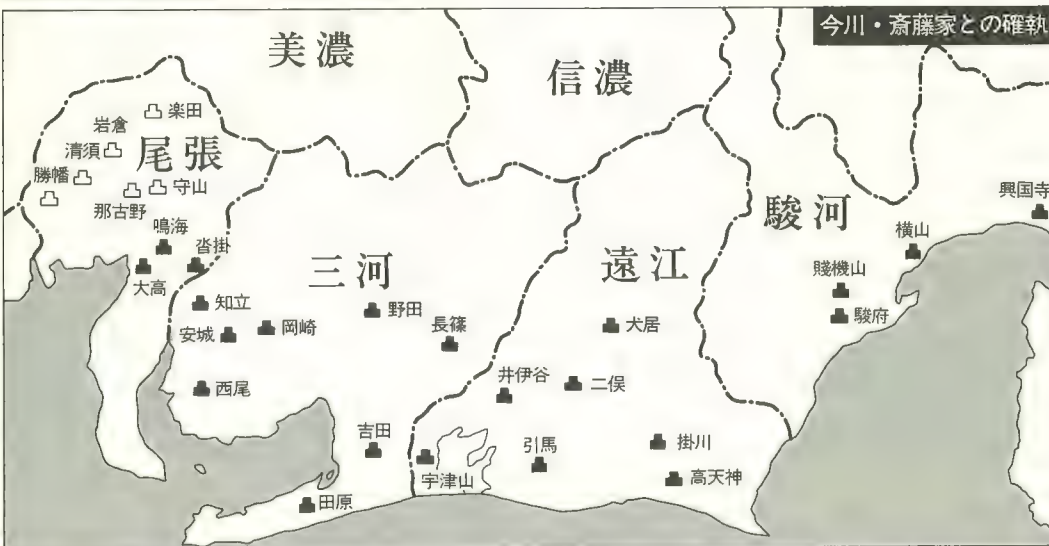 今川・斎藤家との確執
美濃
信濃
尾張
三河
遠江
駿河
楽田
岩倉
清須
勝幡
守山
那古野
鳴海
沓掛
大高
知立
安城
岡崎
西尾
野田
長篠
吉田
田原
宇津山
井伊谷
引馬
犬居
二俣
掛川
高天神
横山
賤機山
駿府
興国寺